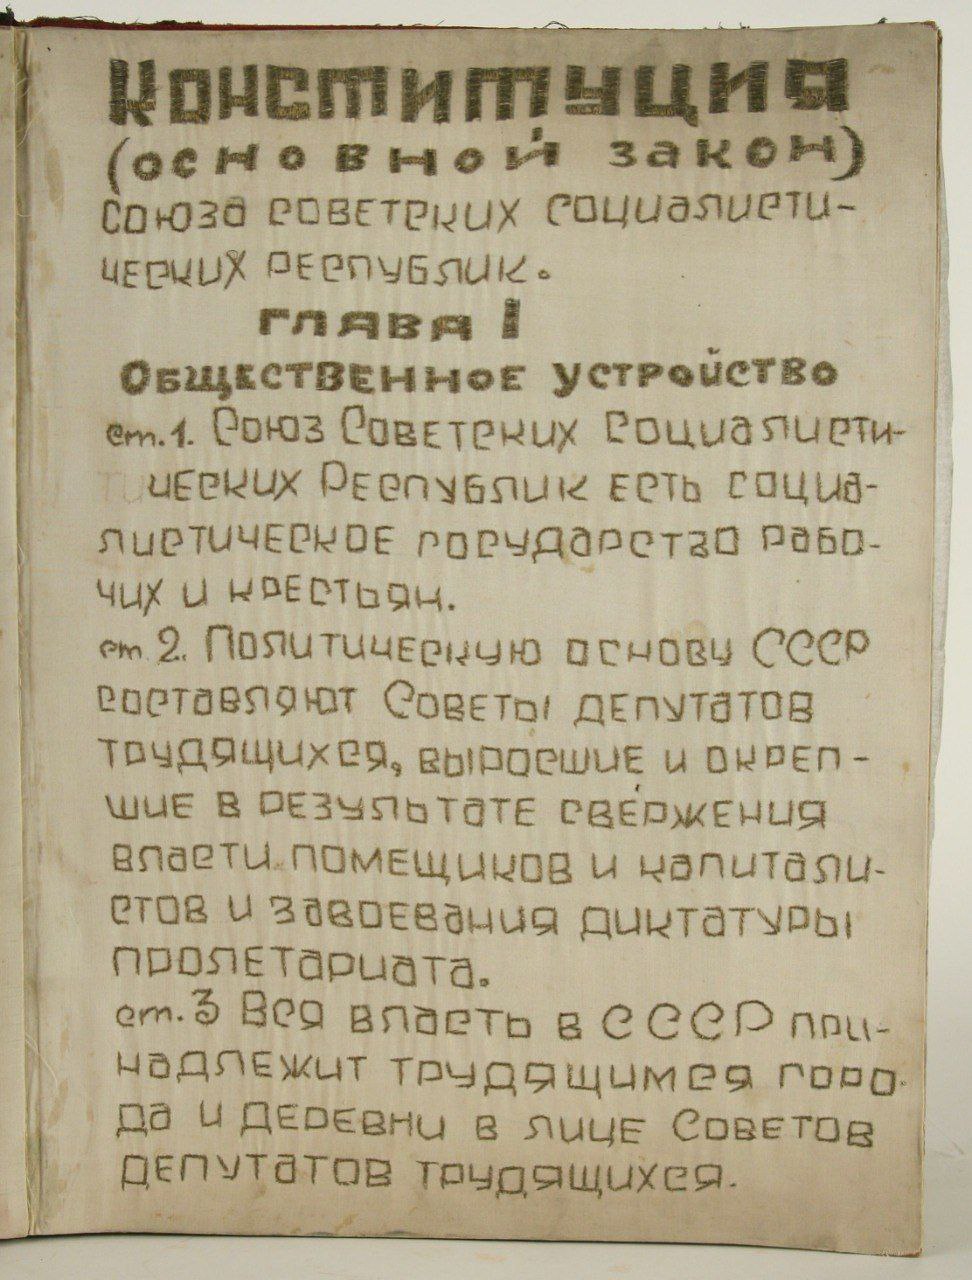 Конституция
(основной закон)
Союза советских социалисти-
ческих республик.
глава I
Общественное устройство
ст.1. Союз Советских Социалисти-
ческих Республик есть социа-
листическое государство рабо-
чих и крестьян.
ст 2. Политическую основу СССР
составляют Советы депутатов
трудящихся, выросшие и окреп-
шие в результате свержения
власти помещиков и капитали-
стов и завоевания диктатуры
пролетариата.
ст. 3 Вся власть в СССР при-
надлежит трудящимся горо-
да и деревни в лице Советов
депутатов трудящихся.